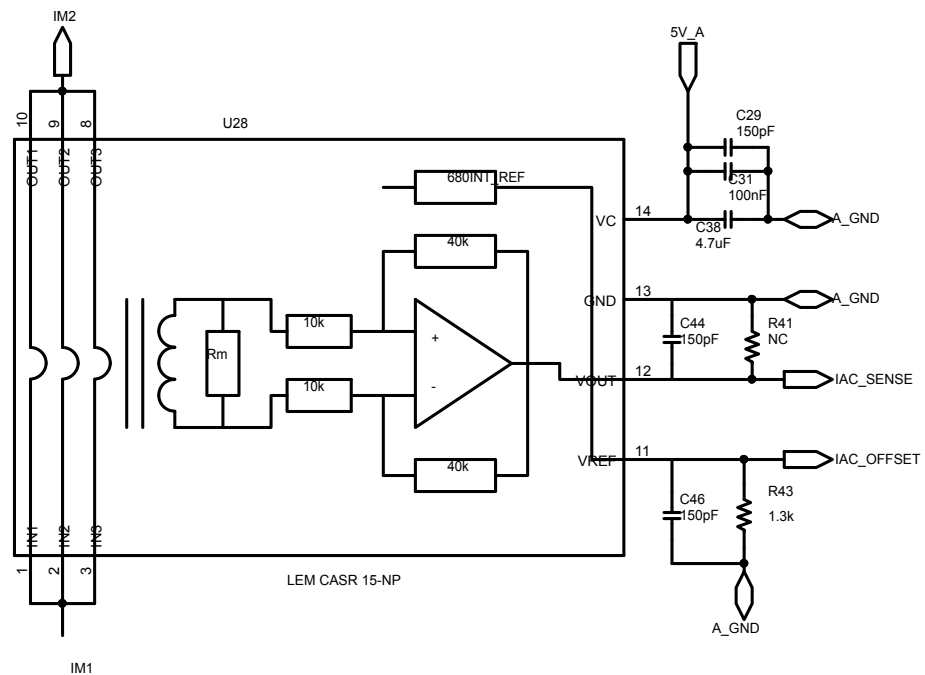 IM2
5V_A
10
9
8
U28
C29
150pF
OUT1
OUT2
OUT3
680INT_REF
C31
100nF
VC
14
C38
4.7uF
A_GND
40k
GND
13
A_GND
10k
+
C44
150pF
R41
NC
Rm
VOUT
12
IAC_SENSE
10k
-
VREF
11
IAC_OFFSET
40k
C46
150pF
R43
1.3k
IN1
IN2
IN3
1
2
3
LEM CASR 15-NP
A_GND
IM1